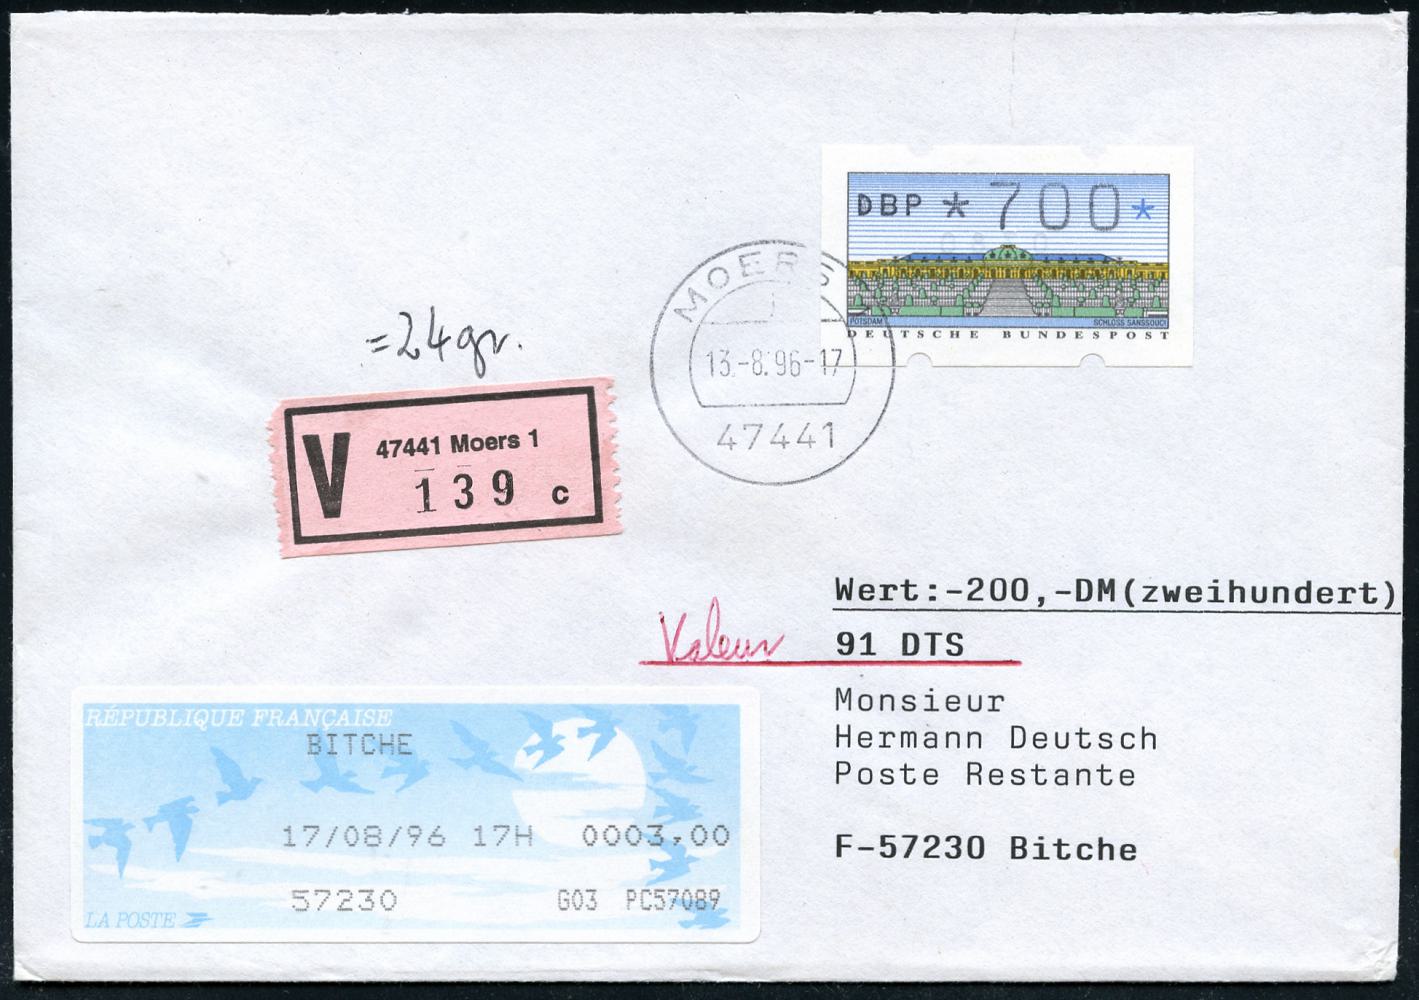 DBP * 700 *
POTSDAM SCHLOSS SANSSOUCI
DEUTSCHE BUNDESPOST
MOERS
13.-8.96-17
47441
=24gr.
V 47441 Moers 1
139 c
Wert:-200,-DM(zweihundert)
Valeur 91 DTS
Monsieur
Hermann Deutsch
Poste Restante
F-57230 Bitche
RÉPUBLIQUE FRANÇAISE
BITCHE
17/08/96 17H 0003,00
57230 G03 PC57089
LA POSTE